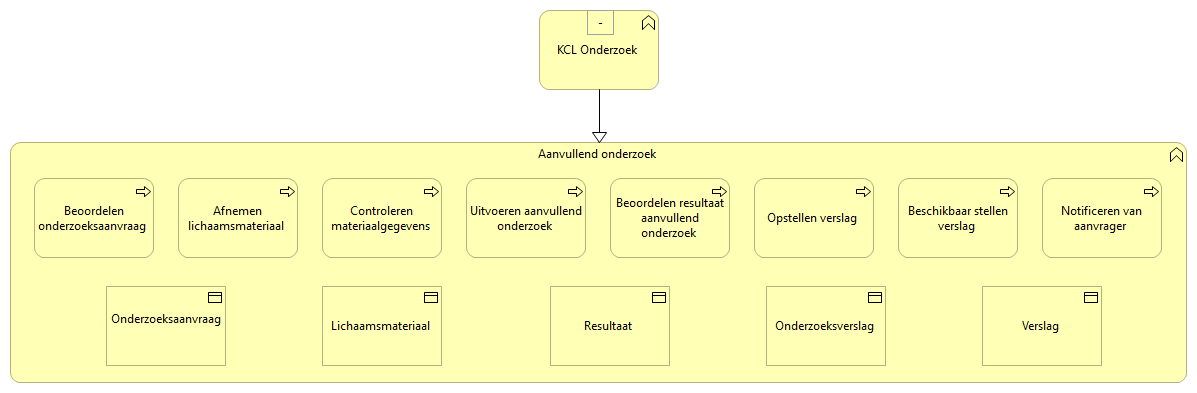 -
KCL Onderzoek
Aanvullend onderzoek
Beoordelen
onderzoeksaanvraag
Afnemen
lichaamsmateriaal
Controleren
materiaalgegevens
Uitvoeren aanvullend
onderzoek
Beoordelen resultaat
aanvullend
onderzoek
Opstellen verslag
Beschikbaar stellen
verslag
Notificeren van
aanvrager
Onderzoeksaanvraag
Lichaamsmateriaal
Resultaat
Onderzoeksverslag
Verslag